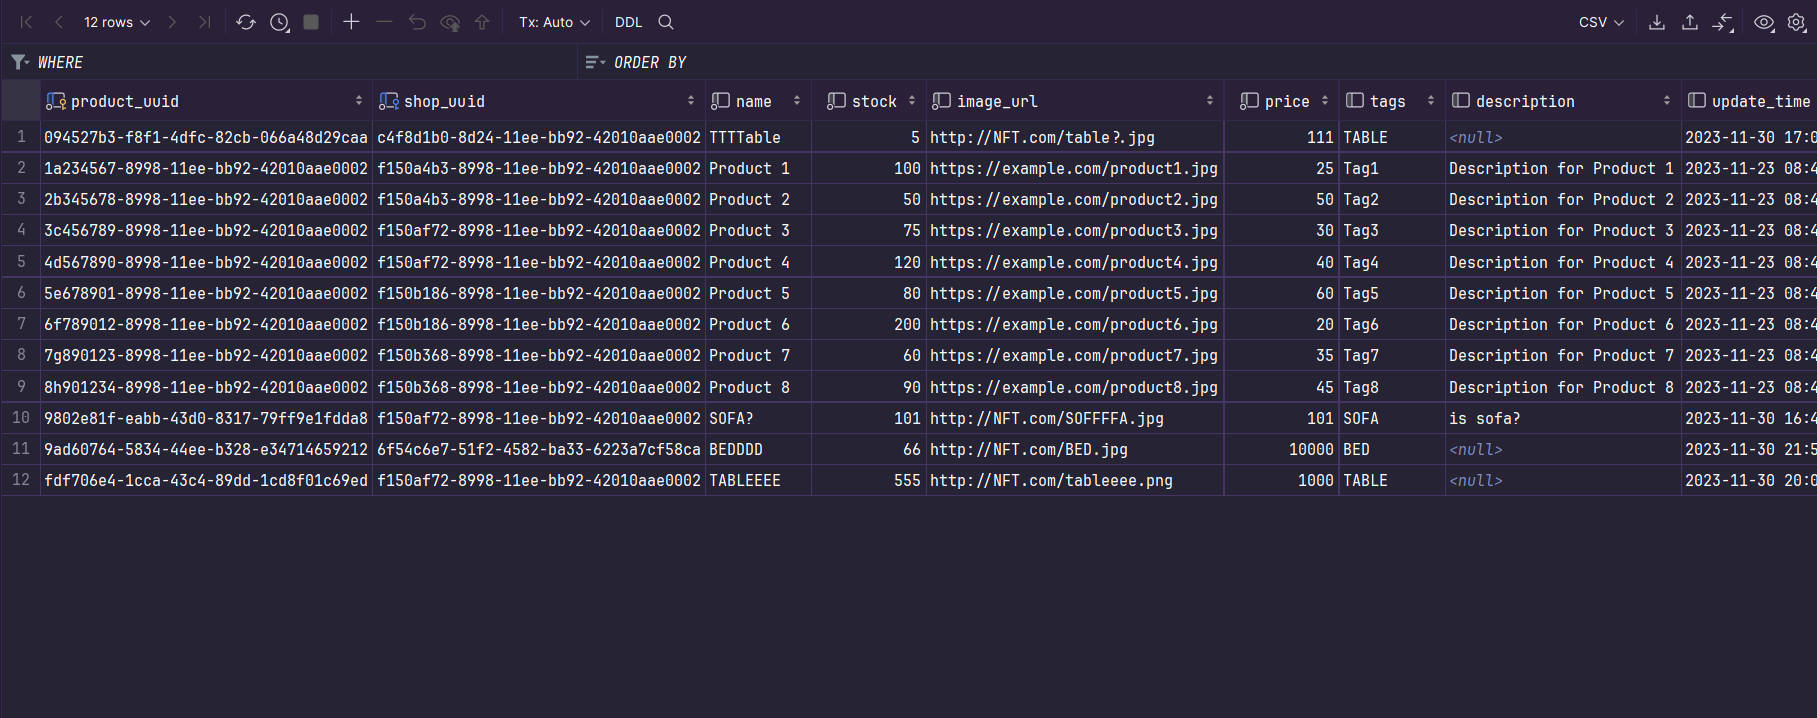 12 rows Tx: Auto DDL CSV
WHERE ORDER BY
product_uuid shop_uuid name stock image_url price tags description update_time
1 094527b3-f8f1-4dfc-82cb-066a48d29caa c4f8d1b0-8d24-11ee-bb92-42010aae0002 TTTTable 5 http://NFT.com/table?.jpg 111 TABLE <null> 2023-11-30 17:0
2 1a234567-8998-11ee-bb92-42010aae0002 f150a4b3-8998-11ee-bb92-42010aae0002 Product 1 100 https://example.com/product1.jpg 25 Tag1 Description for Product 1 2023-11-23 08:4
3 2b345678-8998-11ee-bb92-42010aae0002 f150a4b3-8998-11ee-bb92-42010aae0002 Product 2 50 https://example.com/product2.jpg 50 Tag2 Description for Product 2 2023-11-23 08:4
4 3c456789-8998-11ee-bb92-42010aae0002 f150af72-8998-11ee-bb92-42010aae0002 Product 3 75 https://example.com/product3.jpg 30 Tag3 Description for Product 3 2023-11-23 08:4
5 4d567890-8998-11ee-bb92-42010aae0002 f150af72-8998-11ee-bb92-42010aae0002 Product 4 120 https://example.com/product4.jpg 40 Tag4 Description for Product 4 2023-11-23 08:4
6 5e678901-8998-11ee-bb92-42010aae0002 f150b186-8998-11ee-bb92-42010aae0002 Product 5 80 https://example.com/product5.jpg 60 Tag5 Description for Product 5 2023-11-23 08:4
7 6f789012-8998-11ee-bb92-42010aae0002 f150b186-8998-11ee-bb92-42010aae0002 Product 6 200 https://example.com/product6.jpg 20 Tag6 Description for Product 6 2023-11-23 08:4
8 7g890123-8998-11ee-bb92-42010aae0002 f150b368-8998-11ee-bb92-42010aae0002 Product 7 60 https://example.com/product7.jpg 35 Tag7 Description for Product 7 2023-11-23 08:4
9 8h901234-8998-11ee-bb92-42010aae0002 f150b368-8998-11ee-bb92-42010aae0002 Product 8 90 https://example.com/product8.jpg 45 Tag8 Description for Product 8 2023-11-23 08:4
10 9802e81f-eabb-43d0-8317-79ff9e1fdda8 f150af72-8998-11ee-bb92-42010aae0002 SOFA? 101 http://NFT.com/SOFFFFA.jpg 101 SOFA is sofa? 2023-11-30 16:4
11 9ad60764-5834-44ee-b328-e34714659212 6f54c6e7-51f2-4582-ba33-6223a7cf58ca BEDDDD 66 http://NFT.com/BED.jpg 10000 BED <null> 2023-11-30 21:5
12 fdf706e4-1cca-43c4-89dd-1cd8f01c69ed f150af72-8998-11ee-bb92-42010aae0002 TABLEEEE 555 http://NFT.com/tableeee.png 1000 TABLE <null> 2023-11-30 20:0